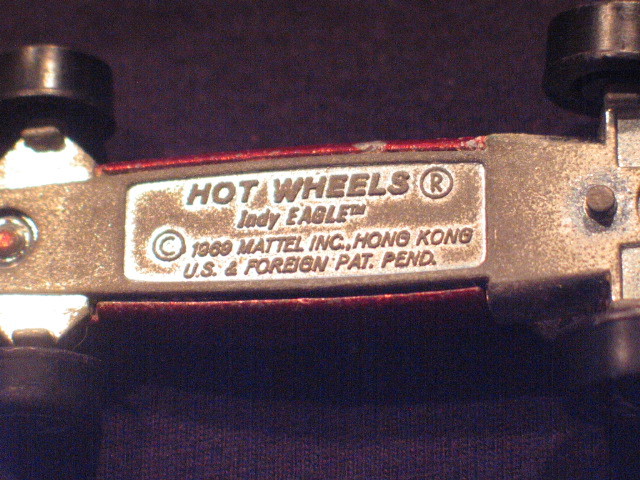 HOT WHEELS ®
Indy EAGLE™
© 1969 MATTEL INC., HONG KONG
U.S. & FOREIGN PAT. PEND.